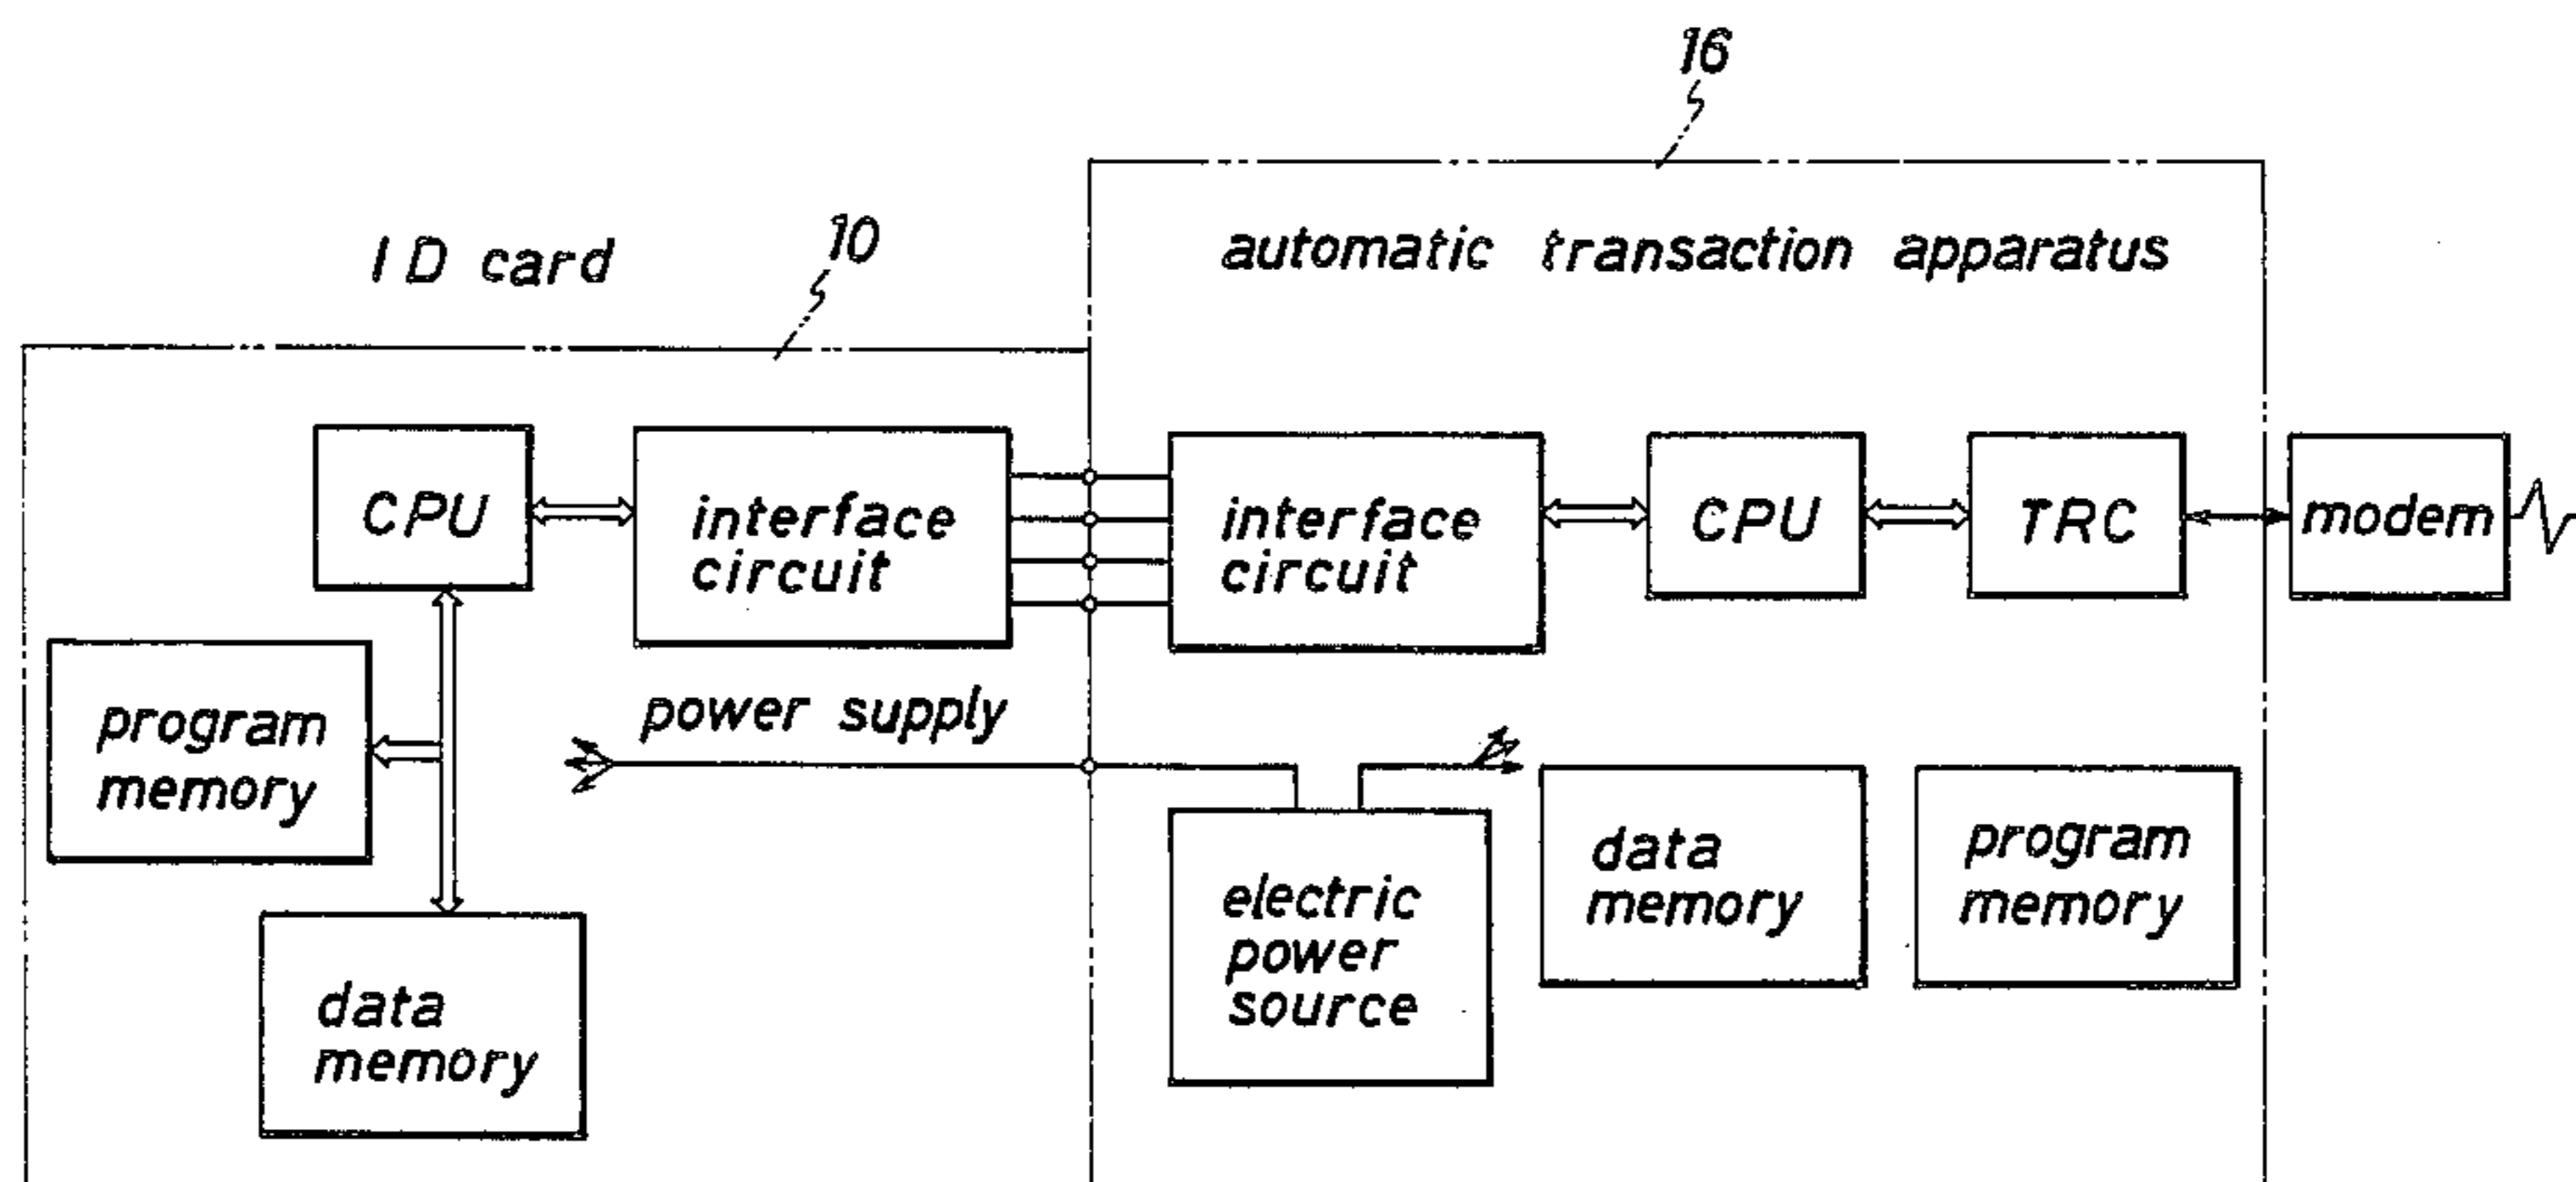 16
10
ID card
automatic transaction apparatus
CPU
interface
circuit
interface
circuit
CPU
TRC
modem
program
memory
power supply
data
memory
electric
power
source
data
memory
program
memory